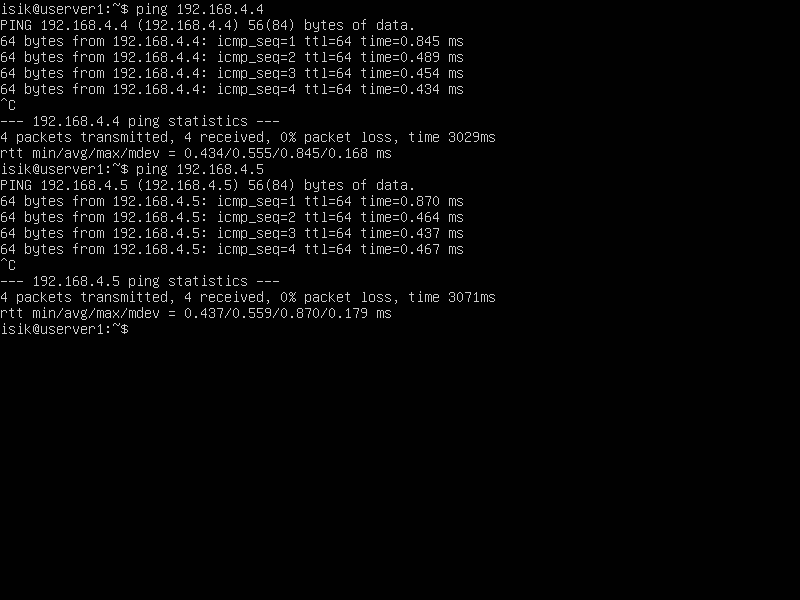 isik@userver1:~$ ping 192.168.4.4
PING 192.168.4.4 (192.168.4.4) 56(84) bytes of data.
64 bytes from 192.168.4.4: icmp_seq=1 ttl=64 time=0.845 ms
64 bytes from 192.168.4.4: icmp_seq=2 ttl=64 time=0.489 ms
64 bytes from 192.168.4.4: icmp_seq=3 ttl=64 time=0.454 ms
64 bytes from 192.168.4.4: icmp_seq=4 ttl=64 time=0.434 ms
^C
--- 192.168.4.4 ping statistics ---
4 packets transmitted, 4 received, 0% packet loss, time 3029ms
rtt min/avg/max/mdev = 0.434/0.555/0.845/0.168 ms
isik@userver1:~$ ping 192.168.4.5
PING 192.168.4.5 (192.168.4.5) 56(84) bytes of data.
64 bytes from 192.168.4.5: icmp_seq=1 ttl=64 time=0.870 ms
64 bytes from 192.168.4.5: icmp_seq=2 ttl=64 time=0.464 ms
64 bytes from 192.168.4.5: icmp_seq=3 ttl=64 time=0.437 ms
64 bytes from 192.168.4.5: icmp_seq=4 ttl=64 time=0.467 ms
^C
--- 192.168.4.5 ping statistics ---
4 packets transmitted, 4 received, 0% packet loss, time 3071ms
rtt min/avg/max/mdev = 0.437/0.559/0.870/0.179 ms
isik@userver1:~$